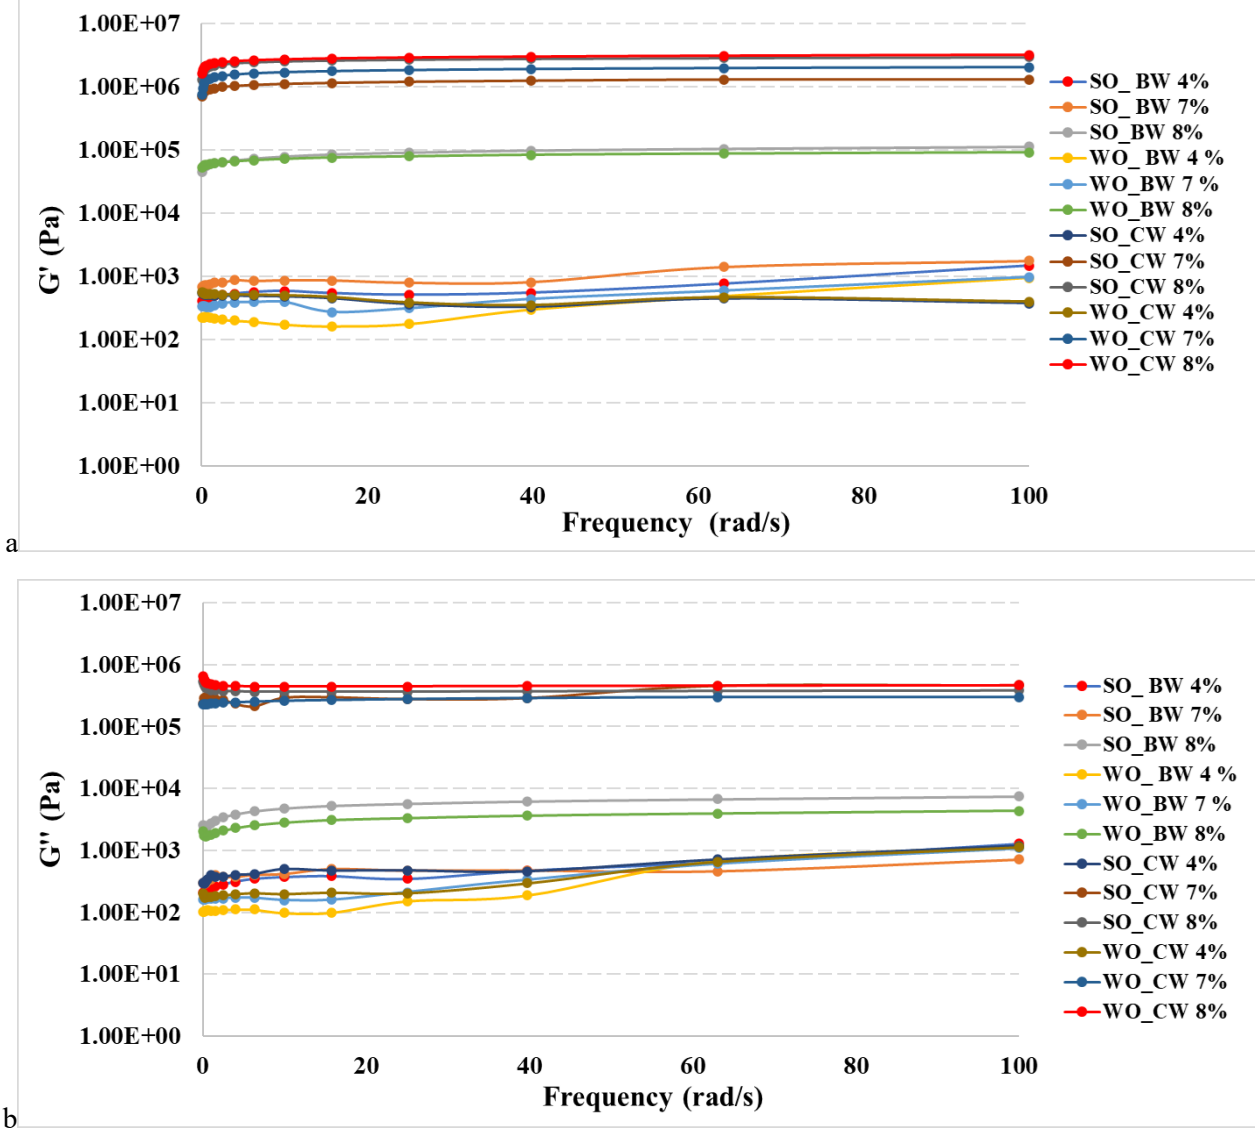 1.00E+07
1.00E+06
1.00E+05
1.00E+04
1.00E+03
1.00E+02
1.00E+01
1.00E+00
G' (Pa)
0 20 40 60 80 100
Frequency (rad/s)
SO_ BW 4%
SO_ BW 7%
SO_BW 8%
WO_ BW 4 %
WO_BW 7 %
WO_BW 8%
SO_CW 4%
SO_CW 7%
SO_CW 8%
WO_CW 4%
WO_CW 7%
WO_CW 8%
a
1.00E+07
1.00E+06
1.00E+05
1.00E+04
1.00E+03
1.00E+02
1.00E+01
1.00E+00
G'' (Pa)
0 20 40 60 80 100
Frequency (rad/s)
SO_ BW 4%
SO_ BW 7%
SO_BW 8%
WO_ BW 4 %
WO_BW 7 %
WO_BW 8%
SO_CW 4%
SO_CW 7%
SO_CW 8%
WO_CW 4%
WO_CW 7%
WO_CW 8%
b